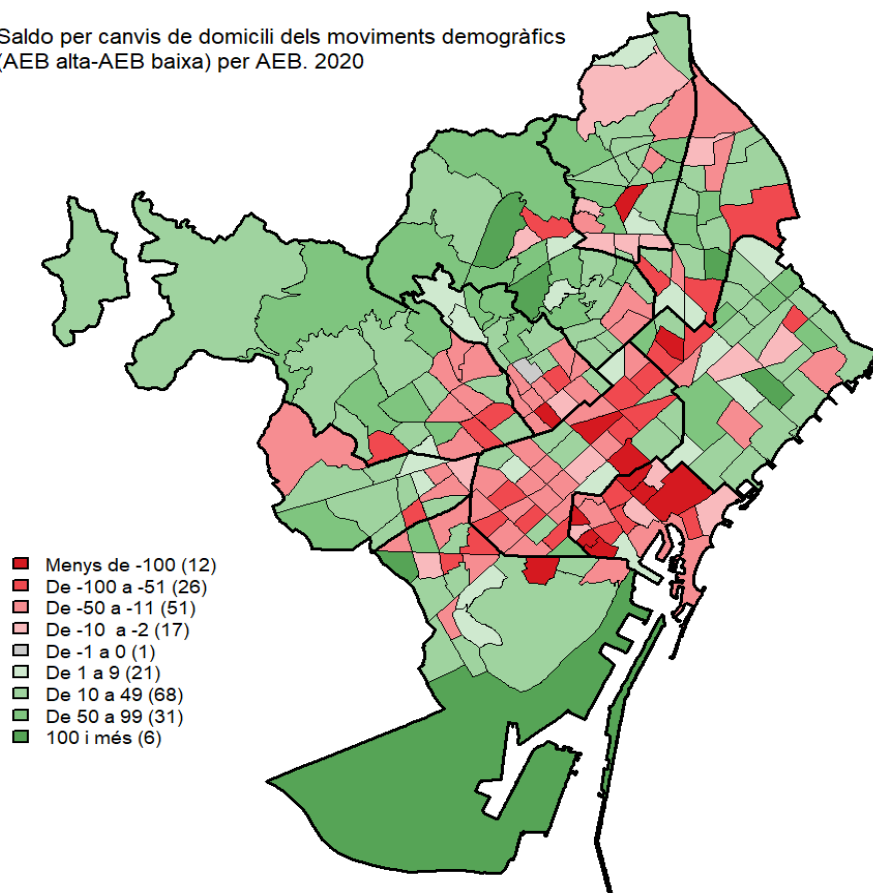 Saldo per canvis de domicili dels moviments demogràfics
(AEB alta-AEB baixa) per AEB. 2020
Menys de -100 (12)
De -100 a -51 (26)
De -50 a -11 (51)
De -10 a -2 (17)
De -1 a 0 (1)
De 1 a 9 (21)
De 10 a 49 (68)
De 50 a 99 (31)
100 i més (6)